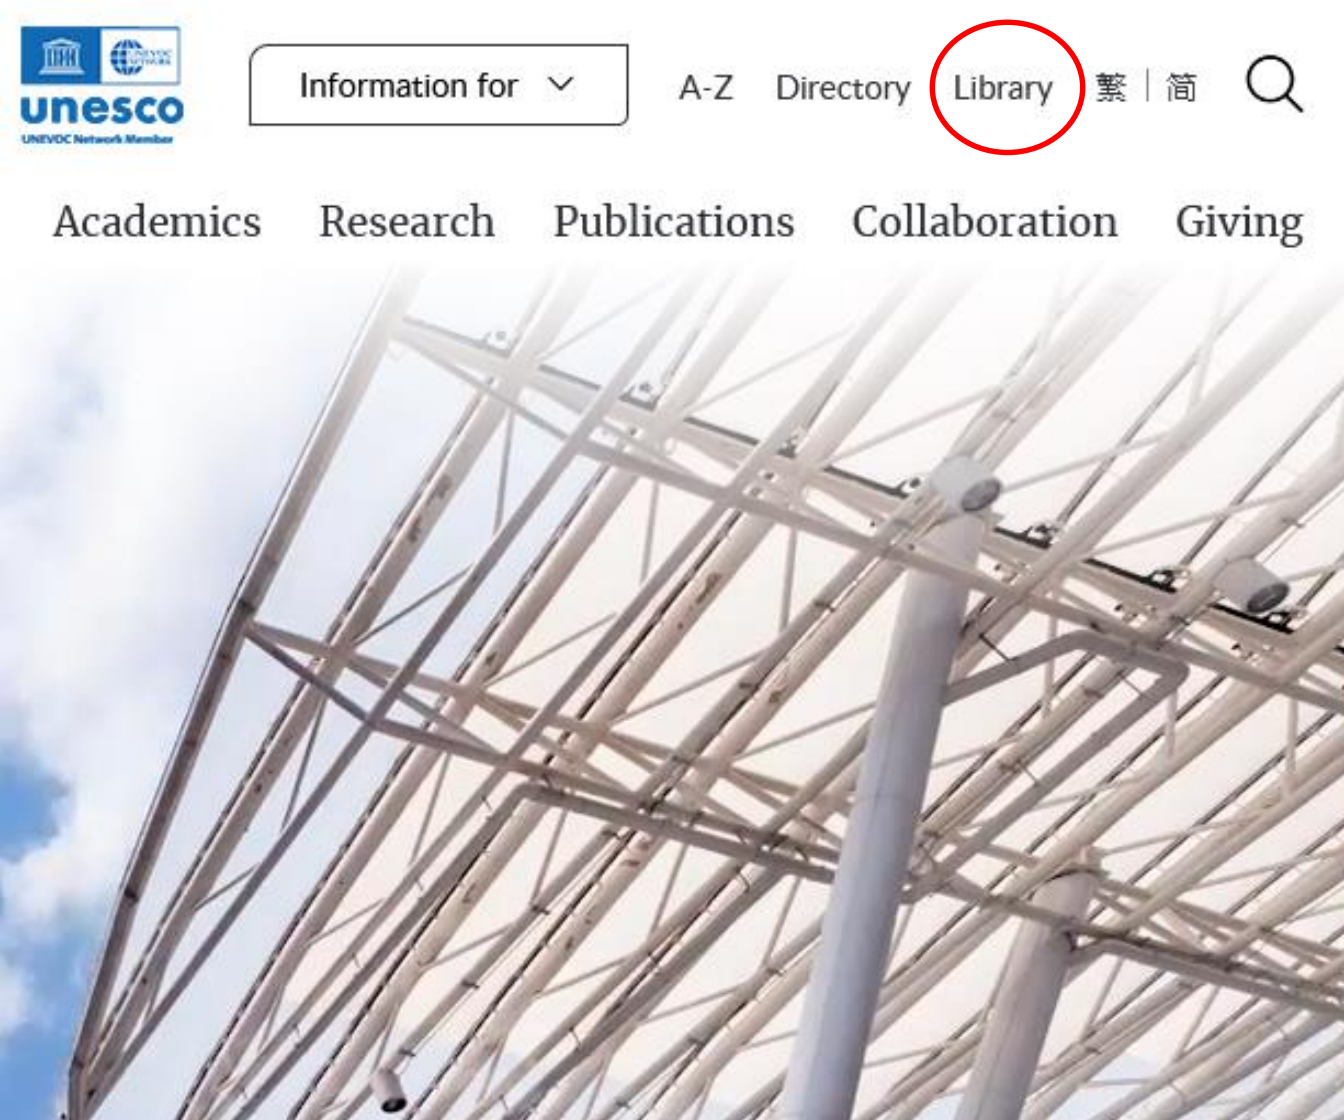 unesco
UNEVOC Network Member
Information for
A-Z Directory Library 繁 | 简
Academics Research Publications Collaboration Giving